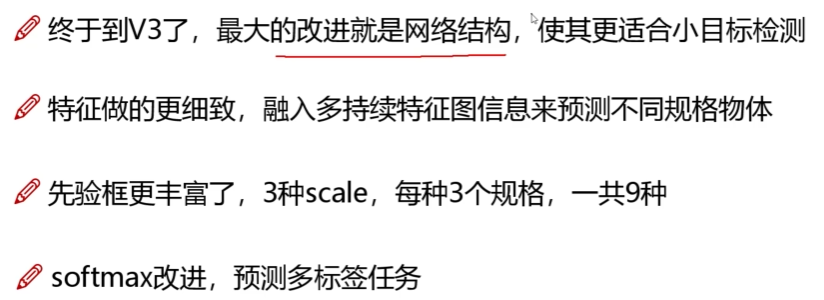 终于到V3了，最大的改进就是网络结构，使其更适合小目标检测
特征做的更细致，融入多持续特征图信息来预测不同规格物体
先验框更丰富了，3种scale，每种3个规格，一共9种
softmax改进，预测多标签任务